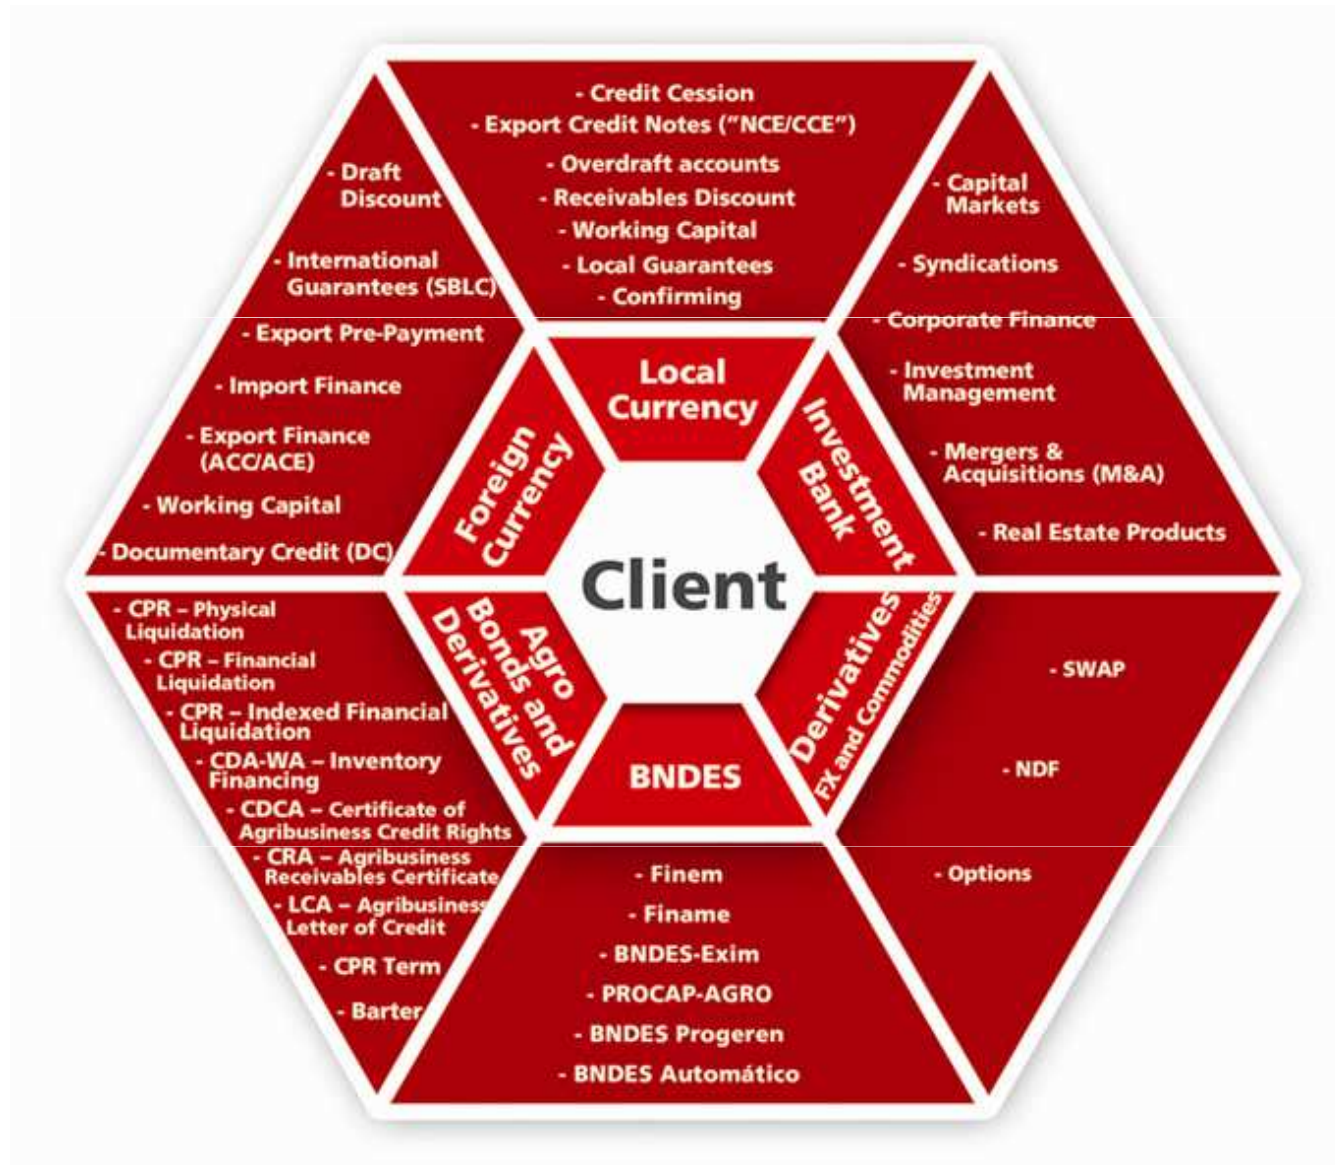 - Credit Cession
- Export Credit Notes ("NCE/CCE")
- Overdraft accounts
- Receivables Discount
- Working Capital
- Local Guarantees
- Confirming
Local
Currency
- Draft
Discount
- International
Guarantees (SBLC)
- Export Pre-Payment
- Import Finance
- Export Finance
(ACC/ACE)
- Working Capital
- Documentary Credit (DC)
Foreign
Currency
- Capital
Markets
- Syndications
- Corporate Finance
- Investment
Management
- Mergers &
Acquisitions (M&A)
- Real Estate Products
Investment
Bank
Client
- CPR – Physical
Liquidation
- CPR – Financial
Liquidation
- CPR – Indexed Financial
Liquidation
- CDA-WA – Inventory
Financing
- CDCA – Certificate of
Agribusiness Credit Rights
- CRA – Agribusiness
Receivables Certificate
- LCA – Agribusiness
Letter of Credit
- CPR Term
- Barter
Agro
Bonds and
Derivatives
BNDES
- Finem
- Finame
- BNDES-Exim
- PROCAP-AGRO
- BNDES Progeren
- BNDES Automático
Derivatives
FX and Commodities
- SWAP
- NDF
- Options